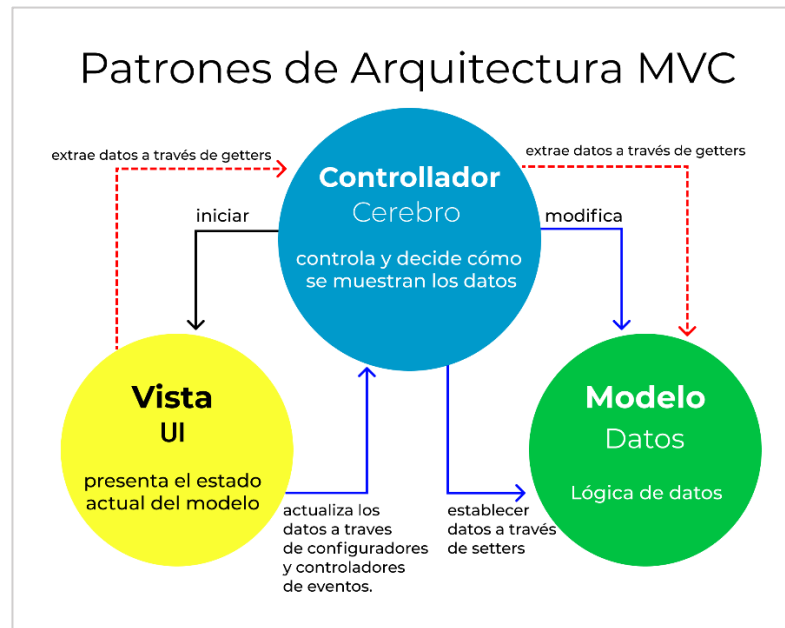 Patrones de Arquitectura MVC
extrae datos a través de getters
extrae datos a través de getters
Controllador
Cerebro
controla y decide cómo
se muestran los datos
iniciar
modifica
Vista
UI
presenta el estado
actual del modelo
Modelo
Datos
Lógica de datos
actualiza los
datos a traves
de configuradores
y controladores
de eventos.
establecer
datos a través
de setters